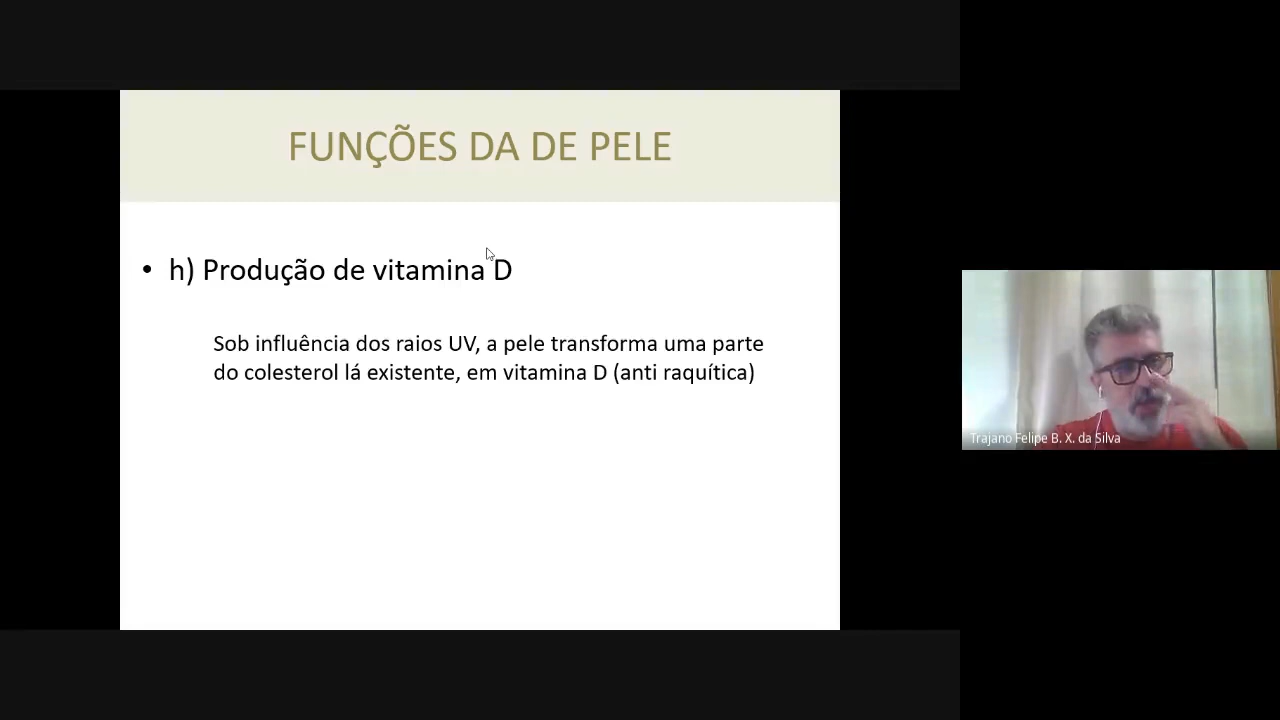 FUNÇÕES DA DE PELE
• h) Produção de vitamina D
Sob influência dos raios UV, a pele transforma uma parte
do colesterol lá existente, em vitamina D (anti raquítica)
Trajano Felipe B. X. da Silva